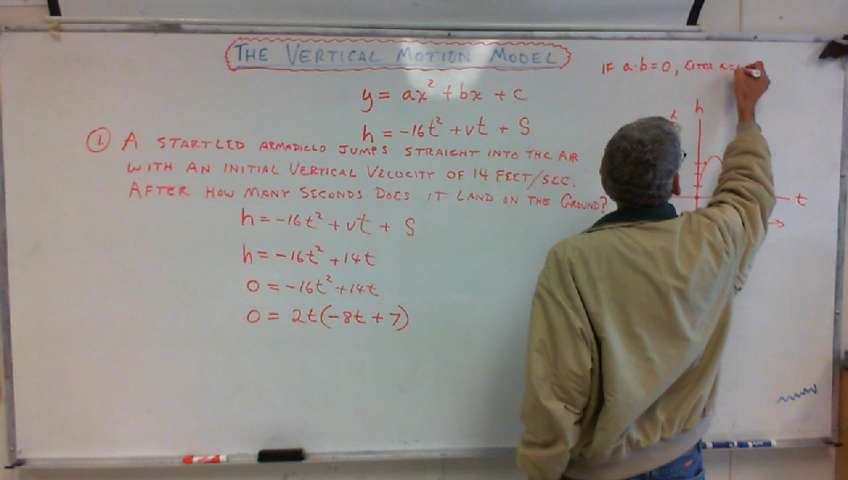 THE VERTICAL MOTION MODEL
IF a·b=0,
y = ax² + bx + c
h = -16t² + vt + S
① A STARTLED ARMADILLO JUMPS STRAIGHT INTO THE AIR
WITH AN INITIAL VERTICAL VELOCITY OF 14 FEET/SEC.
AFTER HOW MANY SECONDS DOES IT LAND ON THE GROUND?
h = -16t² + vt + S
h = -16t² + 14t
0 = -16t² + 14t
0 = 2t(-8t + 7)
h
t